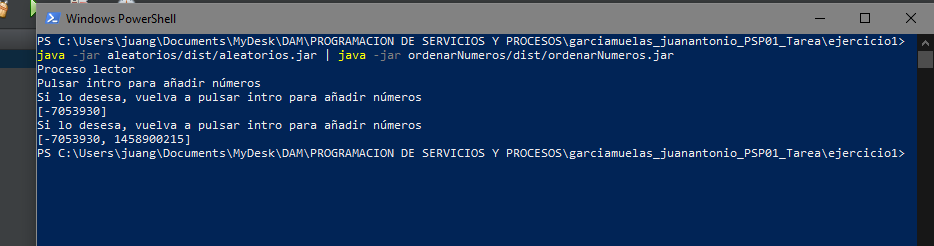 Windows PowerShell
PS C:\Users\juang\Documents\MyDesk\DAM\PROGRAMACION DE SERVICIOS Y PROCESOS\garciamuelas_juanantonio_PSP01_Tarea\ejercicio1>
java -jar aleatorios/dist/aleatorios.jar | java -jar ordenarNumeros/dist/ordenarNumeros.jar
Proceso lector
Pulsar intro para añadir números
Si lo desesa, vuelva a pulsar intro para añadir números
[-7053930]
Si lo desesa, vuelva a pulsar intro para añadir números
[-7053930, 1458900215]
PS C:\Users\juang\Documents\MyDesk\DAM\PROGRAMACION DE SERVICIOS Y PROCESOS\garciamuelas_juanantonio_PSP01_Tarea\ejercicio1>